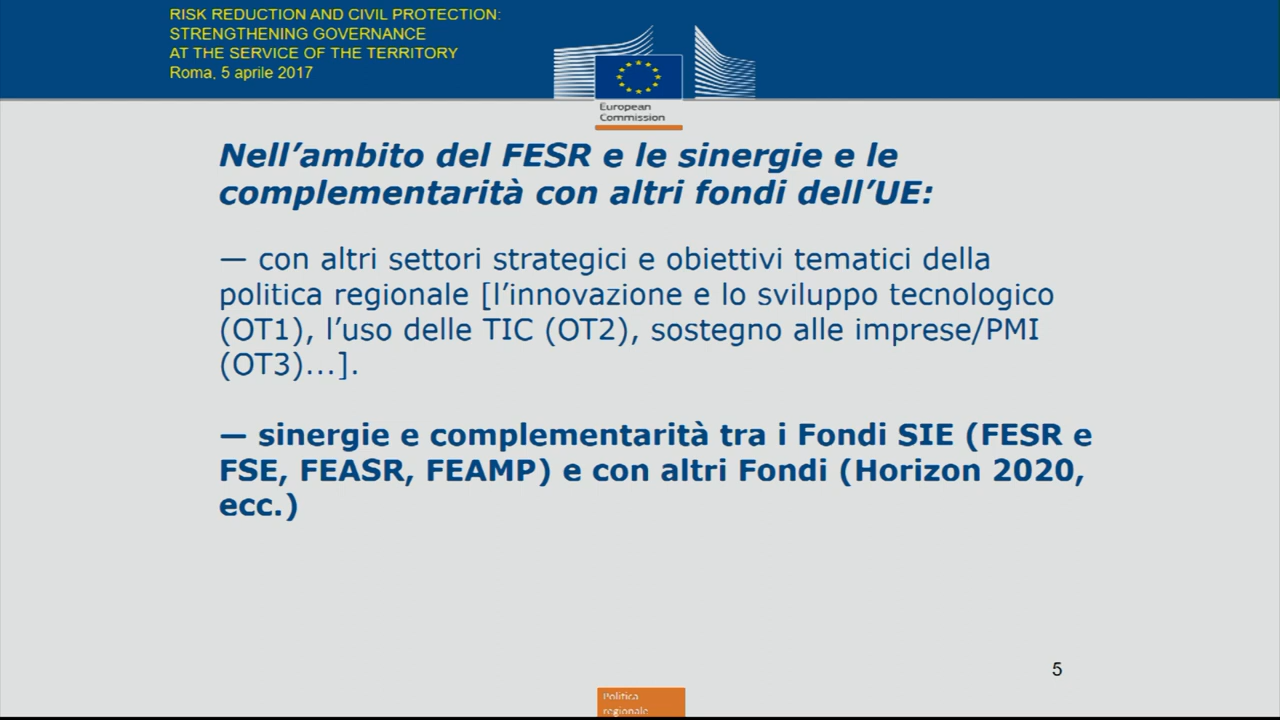 RISK REDUCTION AND CIVIL PROTECTION:
STRENGTHENING GOVERNANCE
AT THE SERVICE OF THE TERRITORY
Roma, 5 aprile 2017
European
Commission
Nell'ambito del FESR e le sinergie e le
complementarità con altri fondi dell'UE:
— con altri settori strategici e obiettivi tematici della
politica regionale [l'innovazione e lo sviluppo tecnologico
(OT1), l'uso delle TIC (OT2), sostegno alle imprese/PMI
(OT3)...].
— sinergie e complementarità tra i Fondi SIE (FESR e
FSE, FEASR, FEAMP) e con altri Fondi (Horizon 2020,
ecc.)
5
Politica
regionale